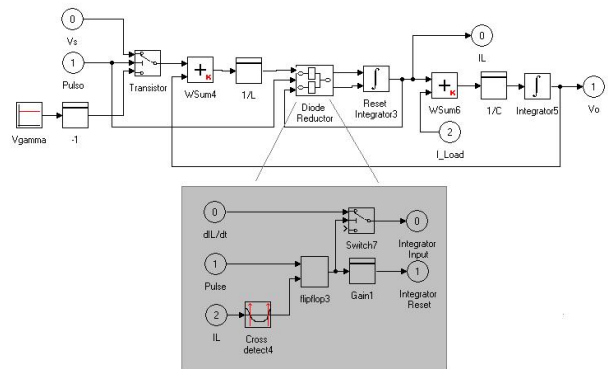 0
Vs
1
Pulso
Transistor
K
WSum4
1/L
Diode
Reductor
Reset
Integrator3
0
IL
K
WSum6
1/C
Integrator5
1
Vo
2
I_Load
Vgamma
-1
0
dIL/dt
Switch7
0
Integrator
Input
1
Pulse
flipflop3
Gain1
1
Integrator
Reset
2
IL
Cross
detect4